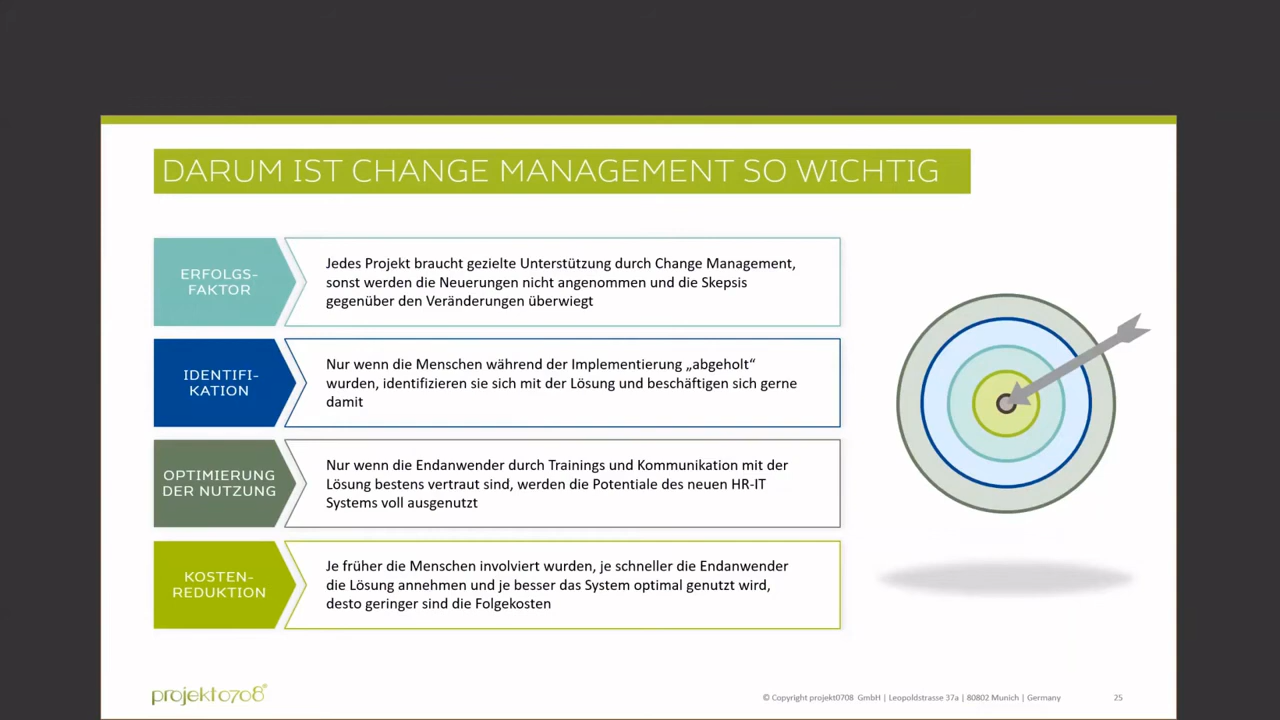 DARUM IST CHANGE MANAGEMENT SO WICHTIG
ERFOLGS-
FAKTOR
Jedes Projekt braucht gezielte Unterstützung durch Change Management,
sonst werden die Neuerungen nicht angenommen und die Skepsis
gegenüber den Veränderungen überwiegt
IDENTIFI-
KATION
Nur wenn die Menschen während der Implementierung „abgeholt“
wurden, identifizieren sie sich mit der Lösung und beschäftigen sich gerne
damit
OPTIMIERUNG
DER NUTZUNG
Nur wenn die Endanwender durch Trainings und Kommunikation mit der
Lösung bestens vertraut sind, werden die Potentiale des neuen HR-IT
Systems voll ausgenutzt
KOSTEN-
REDUKTION
Je früher die Menschen involviert wurden, je schneller die Endanwender
die Lösung annehmen und je besser das System optimal genutzt wird,
desto geringer sind die Folgekosten
projekt0708®
© Copyright projekt0708 GmbH | Leopoldstrasse 37a | 80802 Munich | Germany
25